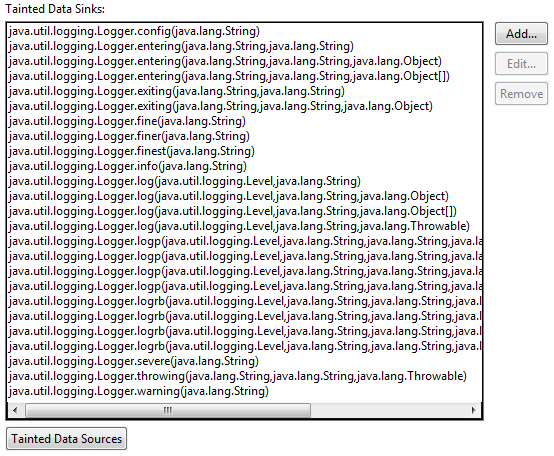 Tainted Data Sinks:
java.util.logging.Logger.config(java.lang.String)
java.util.logging.Logger.entering(java.lang.String,java.lang.String)
java.util.logging.Logger.entering(java.lang.String,java.lang.String,java.lang.Object)
java.util.logging.Logger.entering(java.lang.String,java.lang.String,java.lang.Object[])
java.util.logging.Logger.exiting(java.lang.String,java.lang.String)
java.util.logging.Logger.exiting(java.lang.String,java.lang.String,java.lang.Object)
java.util.logging.Logger.fine(java.lang.String)
java.util.logging.Logger.finer(java.lang.String)
java.util.logging.Logger.finest(java.lang.String)
java.util.logging.Logger.info(java.lang.String)
java.util.logging.Logger.log(java.util.logging.Level,java.lang.String)
java.util.logging.Logger.log(java.util.logging.Level,java.lang.String,java.lang.Object)
java.util.logging.Logger.log(java.util.logging.Level,java.lang.String,java.lang.Object[])
java.util.logging.Logger.log(java.util.logging.Level,java.lang.String,java.lang.Throwable)
java.util.logging.Logger.logp(java.util.logging.Level,java.lang.String,java.lang.String,java.la
java.util.logging.Logger.logp(java.util.logging.Level,java.lang.String,java.lang.String,java.la
java.util.logging.Logger.logp(java.util.logging.Level,java.lang.String,java.lang.String,java.la
java.util.logging.Logger.logp(java.util.logging.Level,java.lang.String,java.lang.String,java.la
java.util.logging.Logger.logrb(java.util.logging.Level,java.lang.String,java.lang.String,java.l
java.util.logging.Logger.logrb(java.util.logging.Level,java.lang.String,java.lang.String,java.l
java.util.logging.Logger.logrb(java.util.logging.Level,java.lang.String,java.lang.String,java.l
java.util.logging.Logger.logrb(java.util.logging.Level,java.lang.String,java.lang.String,java.l
java.util.logging.Logger.severe(java.lang.String)
java.util.logging.Logger.throwing(java.lang.String,java.lang.String,java.lang.Throwable)
java.util.logging.Logger.warning(java.lang.String)
Add...
Edit...
Remove
Tainted Data Sources